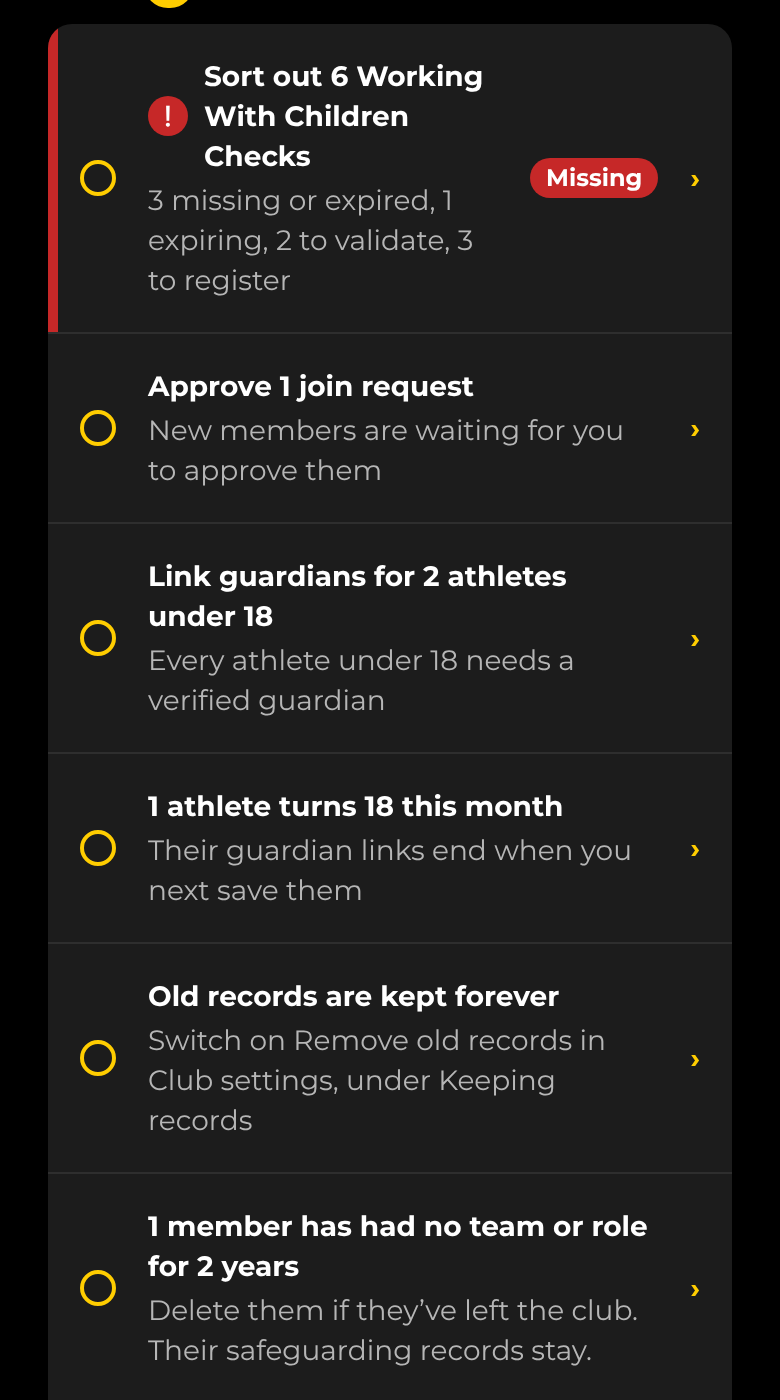 !
Sort out 6 Working
With Children
Checks
3 missing or expired, 1
expiring, 2 to validate, 3
to register
Missing
›
Approve 1 join request
New members are waiting for you
to approve them
›
Link guardians for 2 athletes
under 18
Every athlete under 18 needs a
verified guardian
›
1 athlete turns 18 this month
Their guardian links end when you
next save them
›
Old records are kept forever
Switch on Remove old records in
Club settings, under Keeping
records
›
1 member has had no team or role
for 2 years
Delete them if they’ve left the club.
Their safeguarding records stay.
›